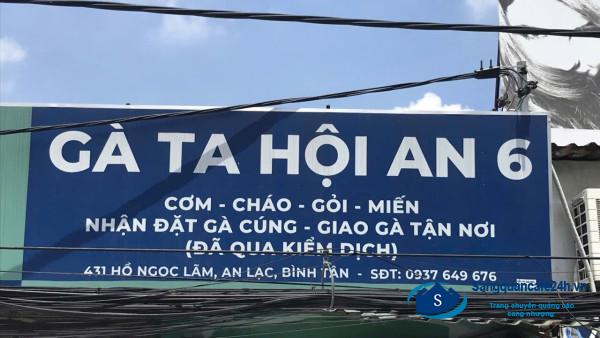 GÀ TA HỘI AN 6
CƠM - CHÁO - GỎI - MIẾN
NHẬN ĐẶT GÀ CÚNG - GIAO GÀ TẬN NƠI
(ĐÃ QUA KIỂM DỊCH)
431 HỒ NGỌC LÃM, AN LẠC, BÌNH TÂN - SĐT: 0937 649 676
Sangquancafe24h.vn
Trang chuyên quảng cáo
sang nhượng
S